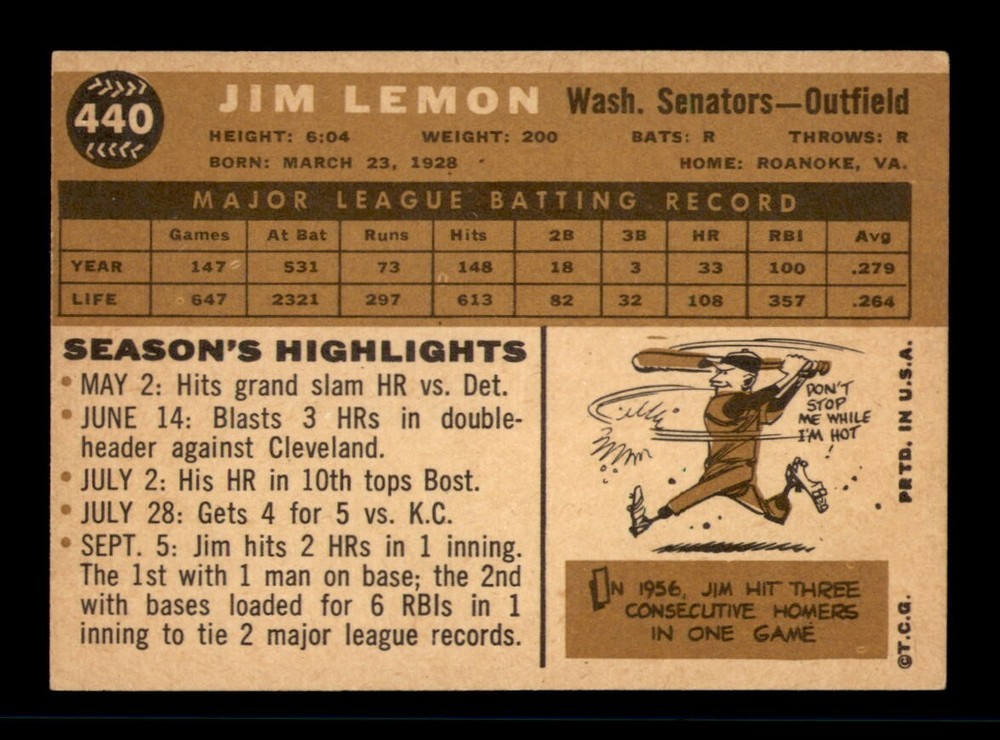 440
JIM LEMON Wash. Senators—Outfield
HEIGHT: 6:04 WEIGHT: 200 BATS: R THROWS: R
BORN: MARCH 23, 1928 HOME: ROANOKE, VA.
MAJOR LEAGUE BATTING RECORD
Games At Bat Runs Hits 2B 3B HR RBI Avg
YEAR 147 531 73 148 18 3 33 100 .279
LIFE 647 2321 297 613 82 32 108 357 .264
SEASON'S HIGHLIGHTS
• MAY 2: Hits grand slam HR vs. Det.
• JUNE 14: Blasts 3 HRs in double-
header against Cleveland.
• JULY 2: His HR in 10th tops Bost.
• JULY 28: Gets 4 for 5 vs. K.C.
• SEPT. 5: Jim hits 2 HRs in 1 inning.
The 1st with 1 man on base; the 2nd
with bases loaded for 6 RBIs in 1
inning to tie 2 major league records.
DON'T
STOP
ME WHILE
I'M HOT
!
IN 1956, JIM HIT THREE
CONSECUTIVE HOMERS
IN ONE GAME
©T.C.G. PRTD. IN U.S.A.